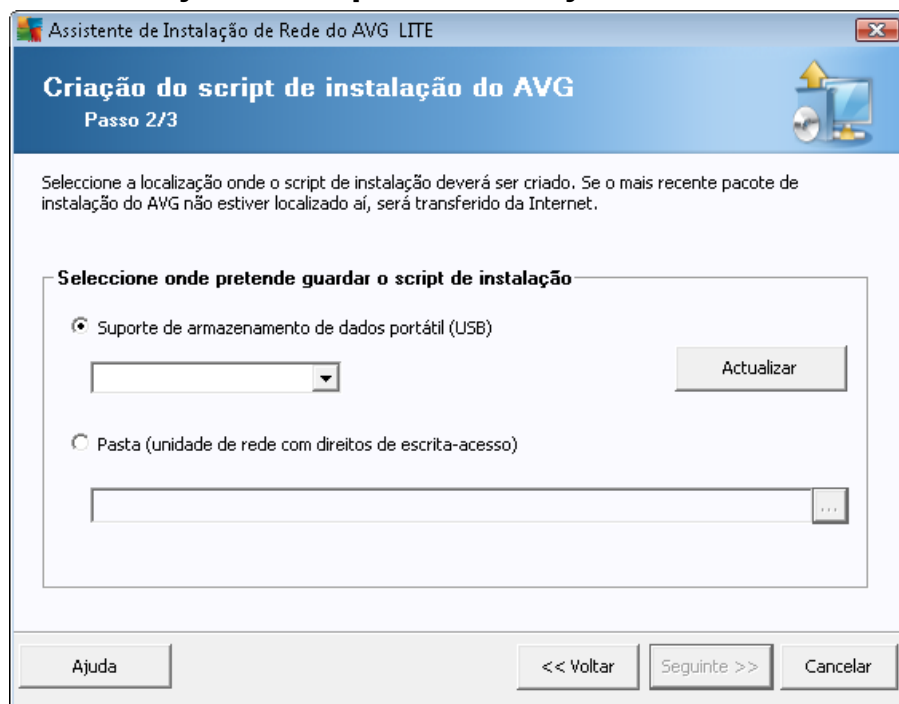 Assistente de Instalação de Rede do AVG LITE
Criação do script de instalação do AVG
Passo 2/3
Seleccione a localização onde o script de instalação deverá ser criado. Se o mais recente pacote de
instalação do AVG não estiver localizado aí, será transferido da Internet.
Seleccione onde pretende guardar o script de instalação
Suporte de armazenamento de dados portátil (USB)
Actualizar
Pasta (unidade de rede com direitos de escrita-acesso)
...
Ajuda
<< Voltar
Seguinte >>
Cancelar